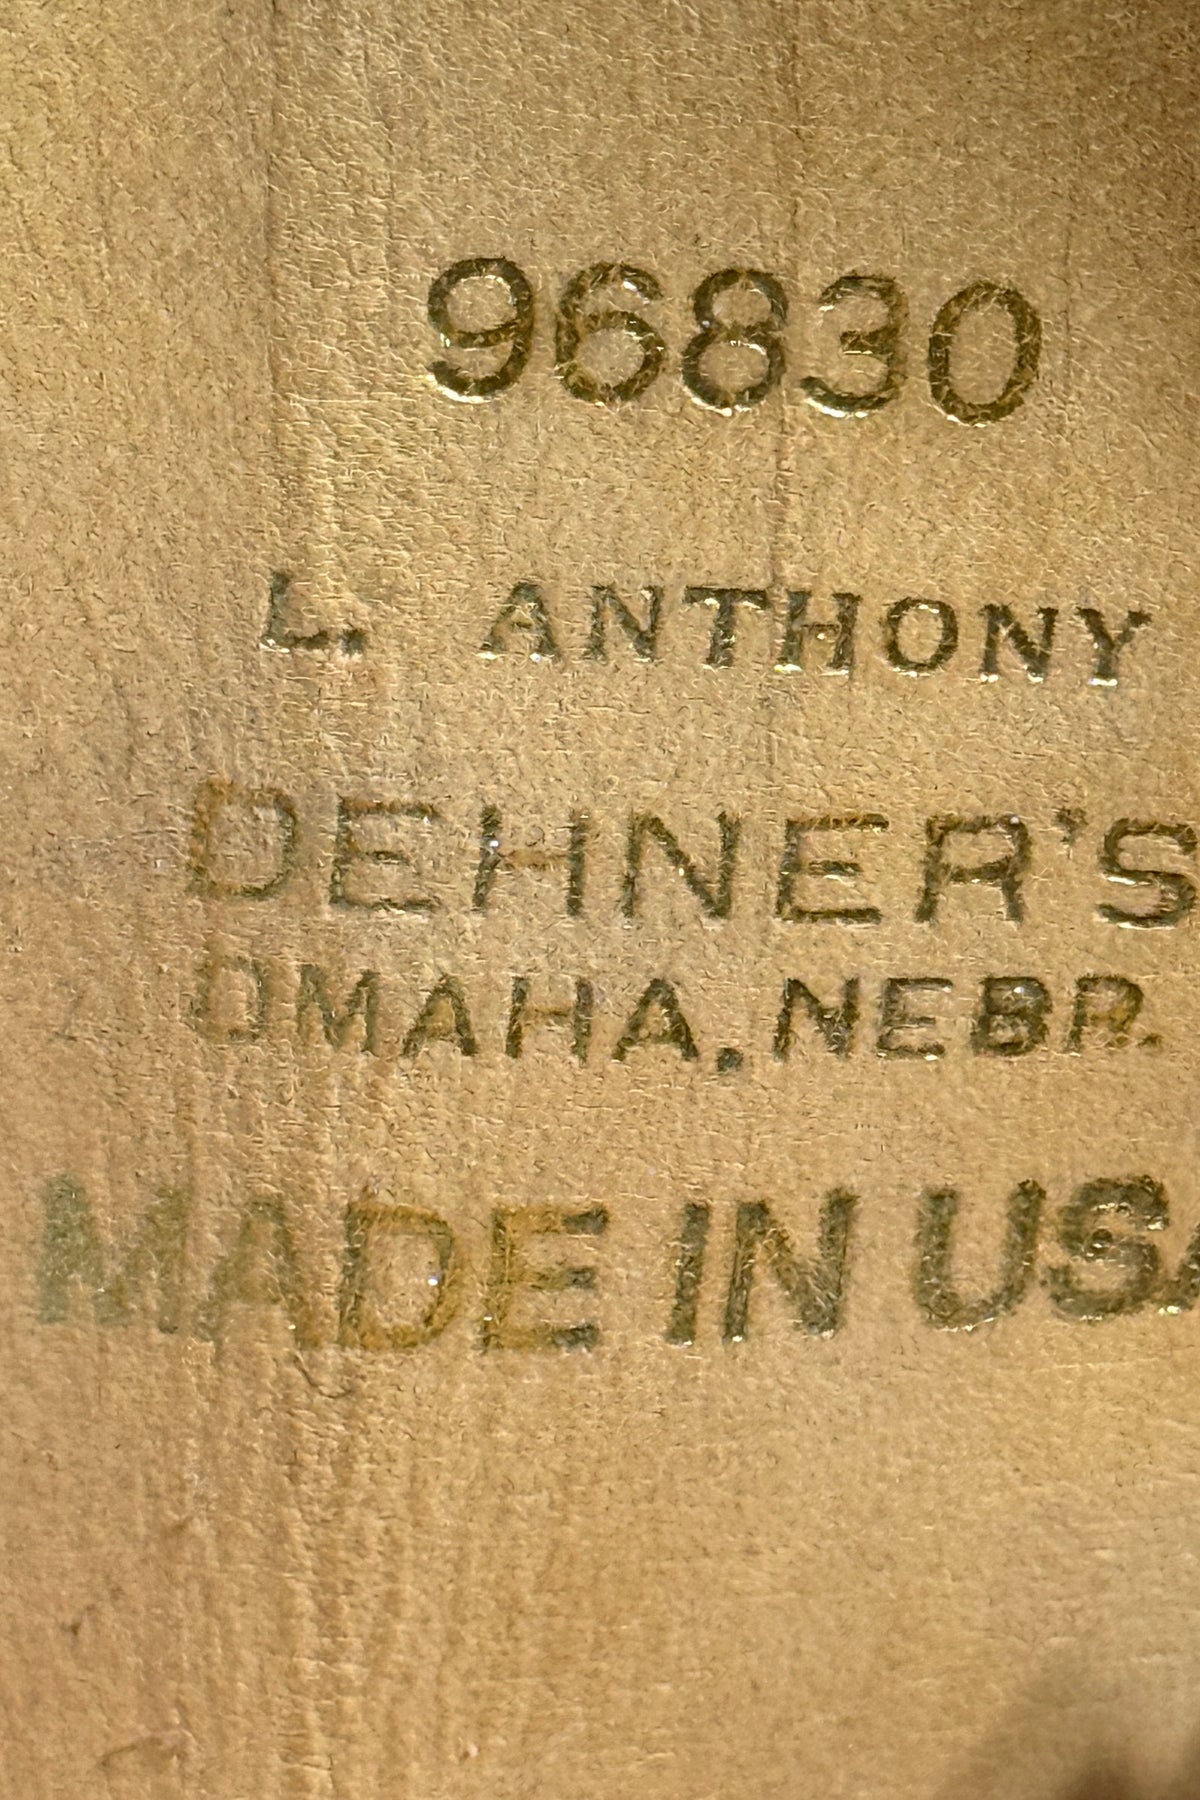 96830
L. ANTHONY
DEHNER'S
OMAHA, NEBR.
MADE IN USA